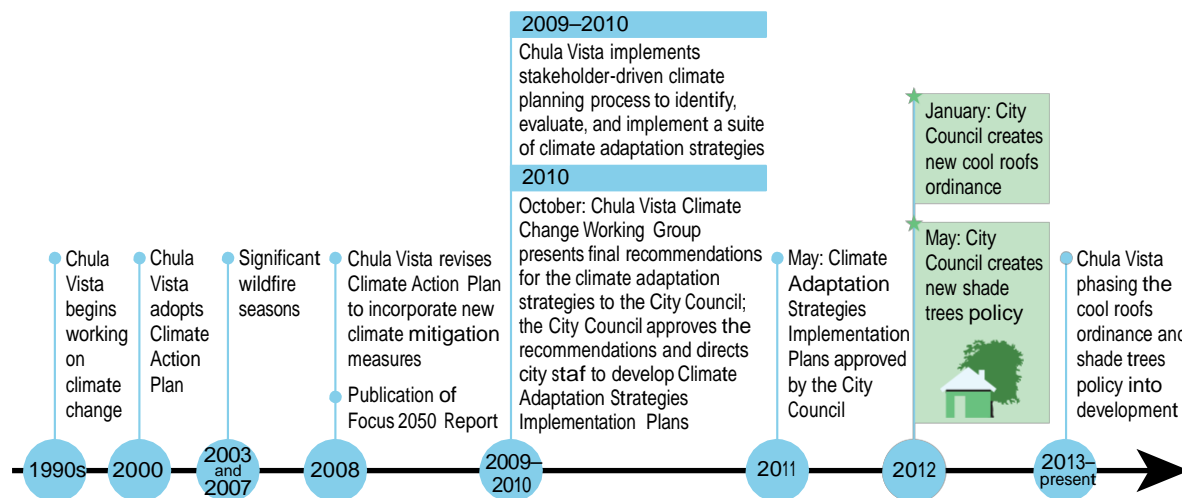 2009–2010
Chula Vista implements
stakeholder-driven climate
planning process to identify,
evaluate, and implement a suite
of climate adaptation strategies
2010
October: Chula Vista Climate
Change Working Group
presents final recommendations
for the climate adaptation
strategies to the City Council;
the City Council approves the
recommendations and directs
city staf to develop Climate
Adaptation Strategies
Implementation Plans
January: City
Council creates
new cool roofs
ordinance
May: City
Council creates
new shade
trees policy
Chula
Vista
begins
working
on
climate
change
Chula
Vista
adopts
Climate
Action
Plan
Significant
wildfire
seasons
Chula Vista revises
Climate Action Plan
to incorporate new
climate mitigation
measures
Publication of
Focus 2050 Report
May: Climate
Adaptation
Strategies
Implementation
Plans approved
by the City
Council
Chula Vista
phasing the
cool roofs
ordinance and
shade trees
policy into
development
1990s
2000
2003
and
2007
2008
2009–
2010
2011
2012
2013–
present